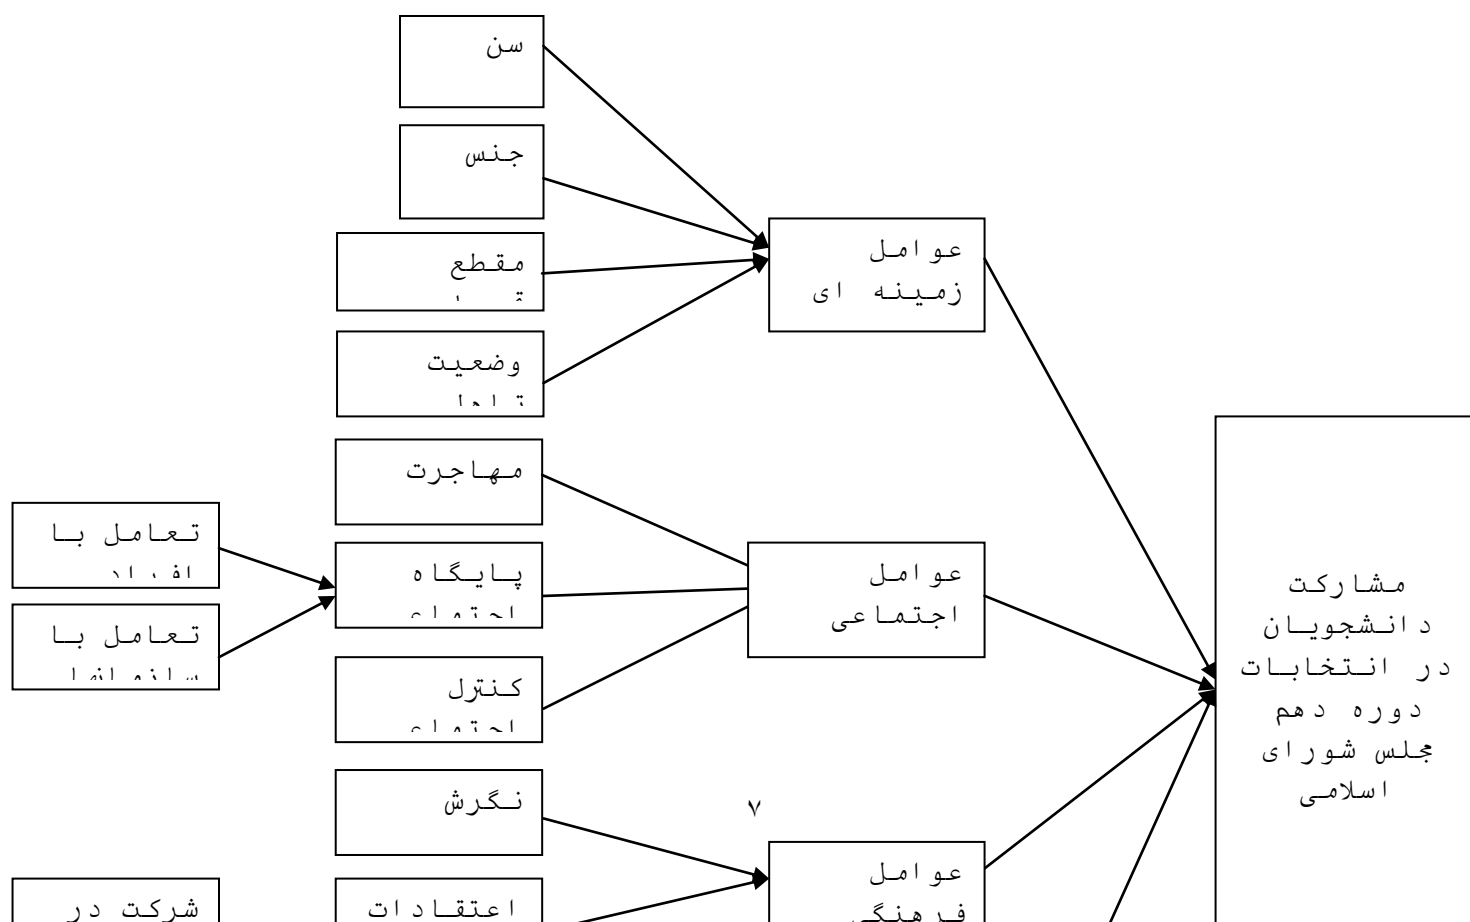 سن
جنس
مقطع
عوامل
زمینه ای
وضعیت
مهاجرت
تعامل با
پایگاه
عوامل
اجتماعی
تعامل با
کنترل
مشارکت
دانشجویان
در انتخابات
دوره دهم
مجلس شورای
اسلامی
نگرش
۷
عوامل
فرهنگی
اعتقادات
شرکت در